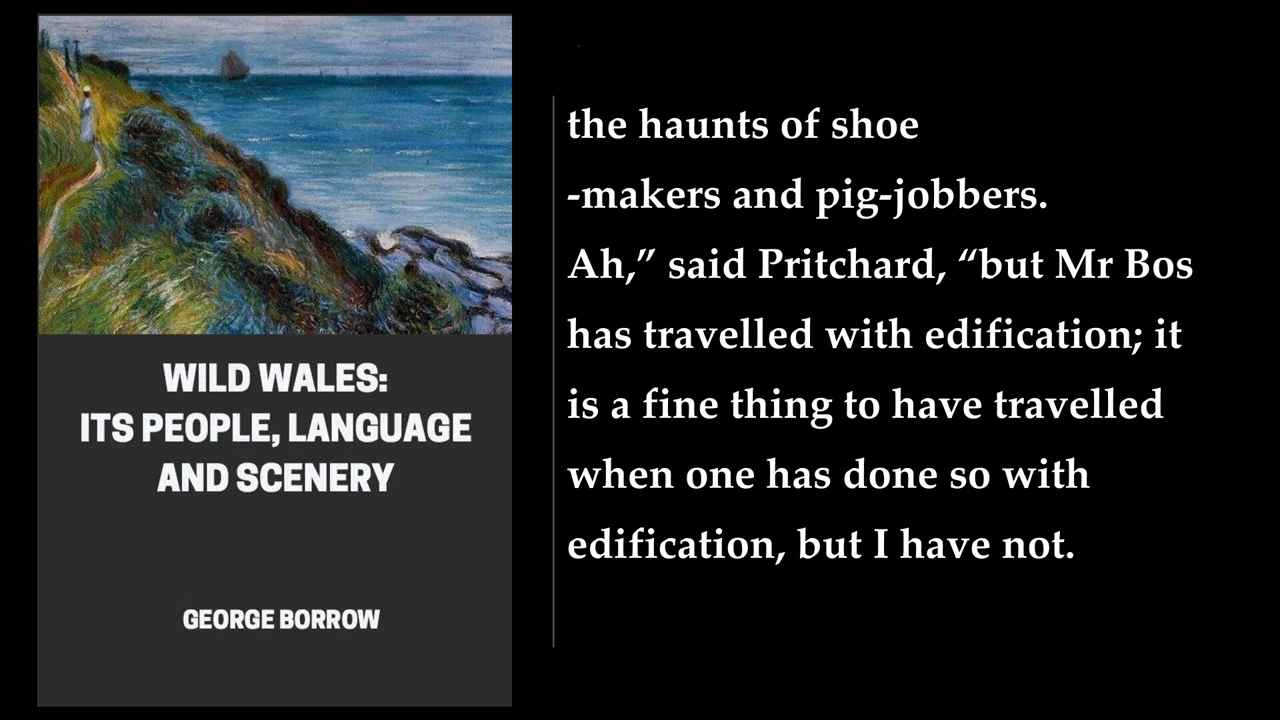 WILD WALES:
ITS PEOPLE, LANGUAGE
AND SCENERY
GEORGE BORROW
the haunts of shoe
-makers and pig-jobbers.
Ah,” said Pritchard, “but Mr Bos
has travelled with edification; it
is a fine thing to have travelled
when one has done so with
edification, but I have not.